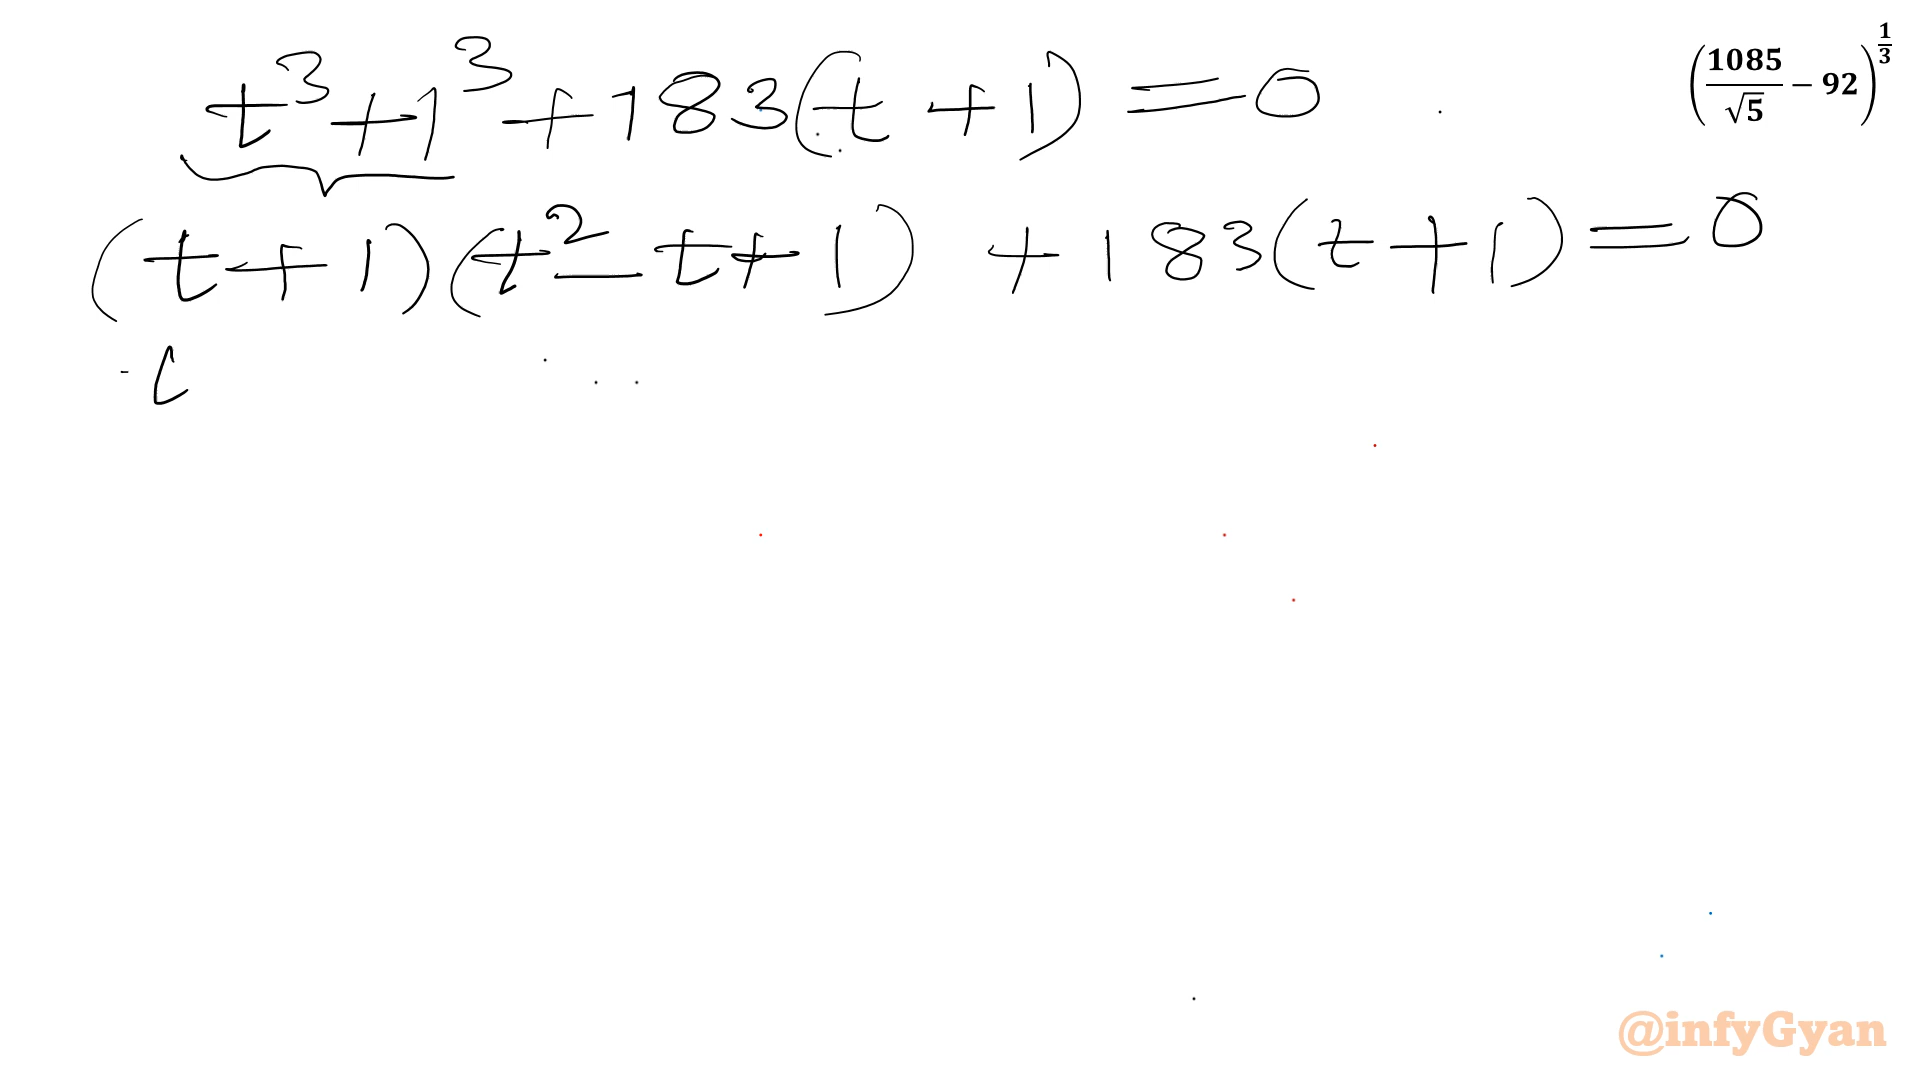 t³ + 1³ + 183(t + 1) = 0
(1085/√5 − 92)^(1/3)
(t + 1)(t² − t + 1) + 183(t + 1) = 0
@infyGyan